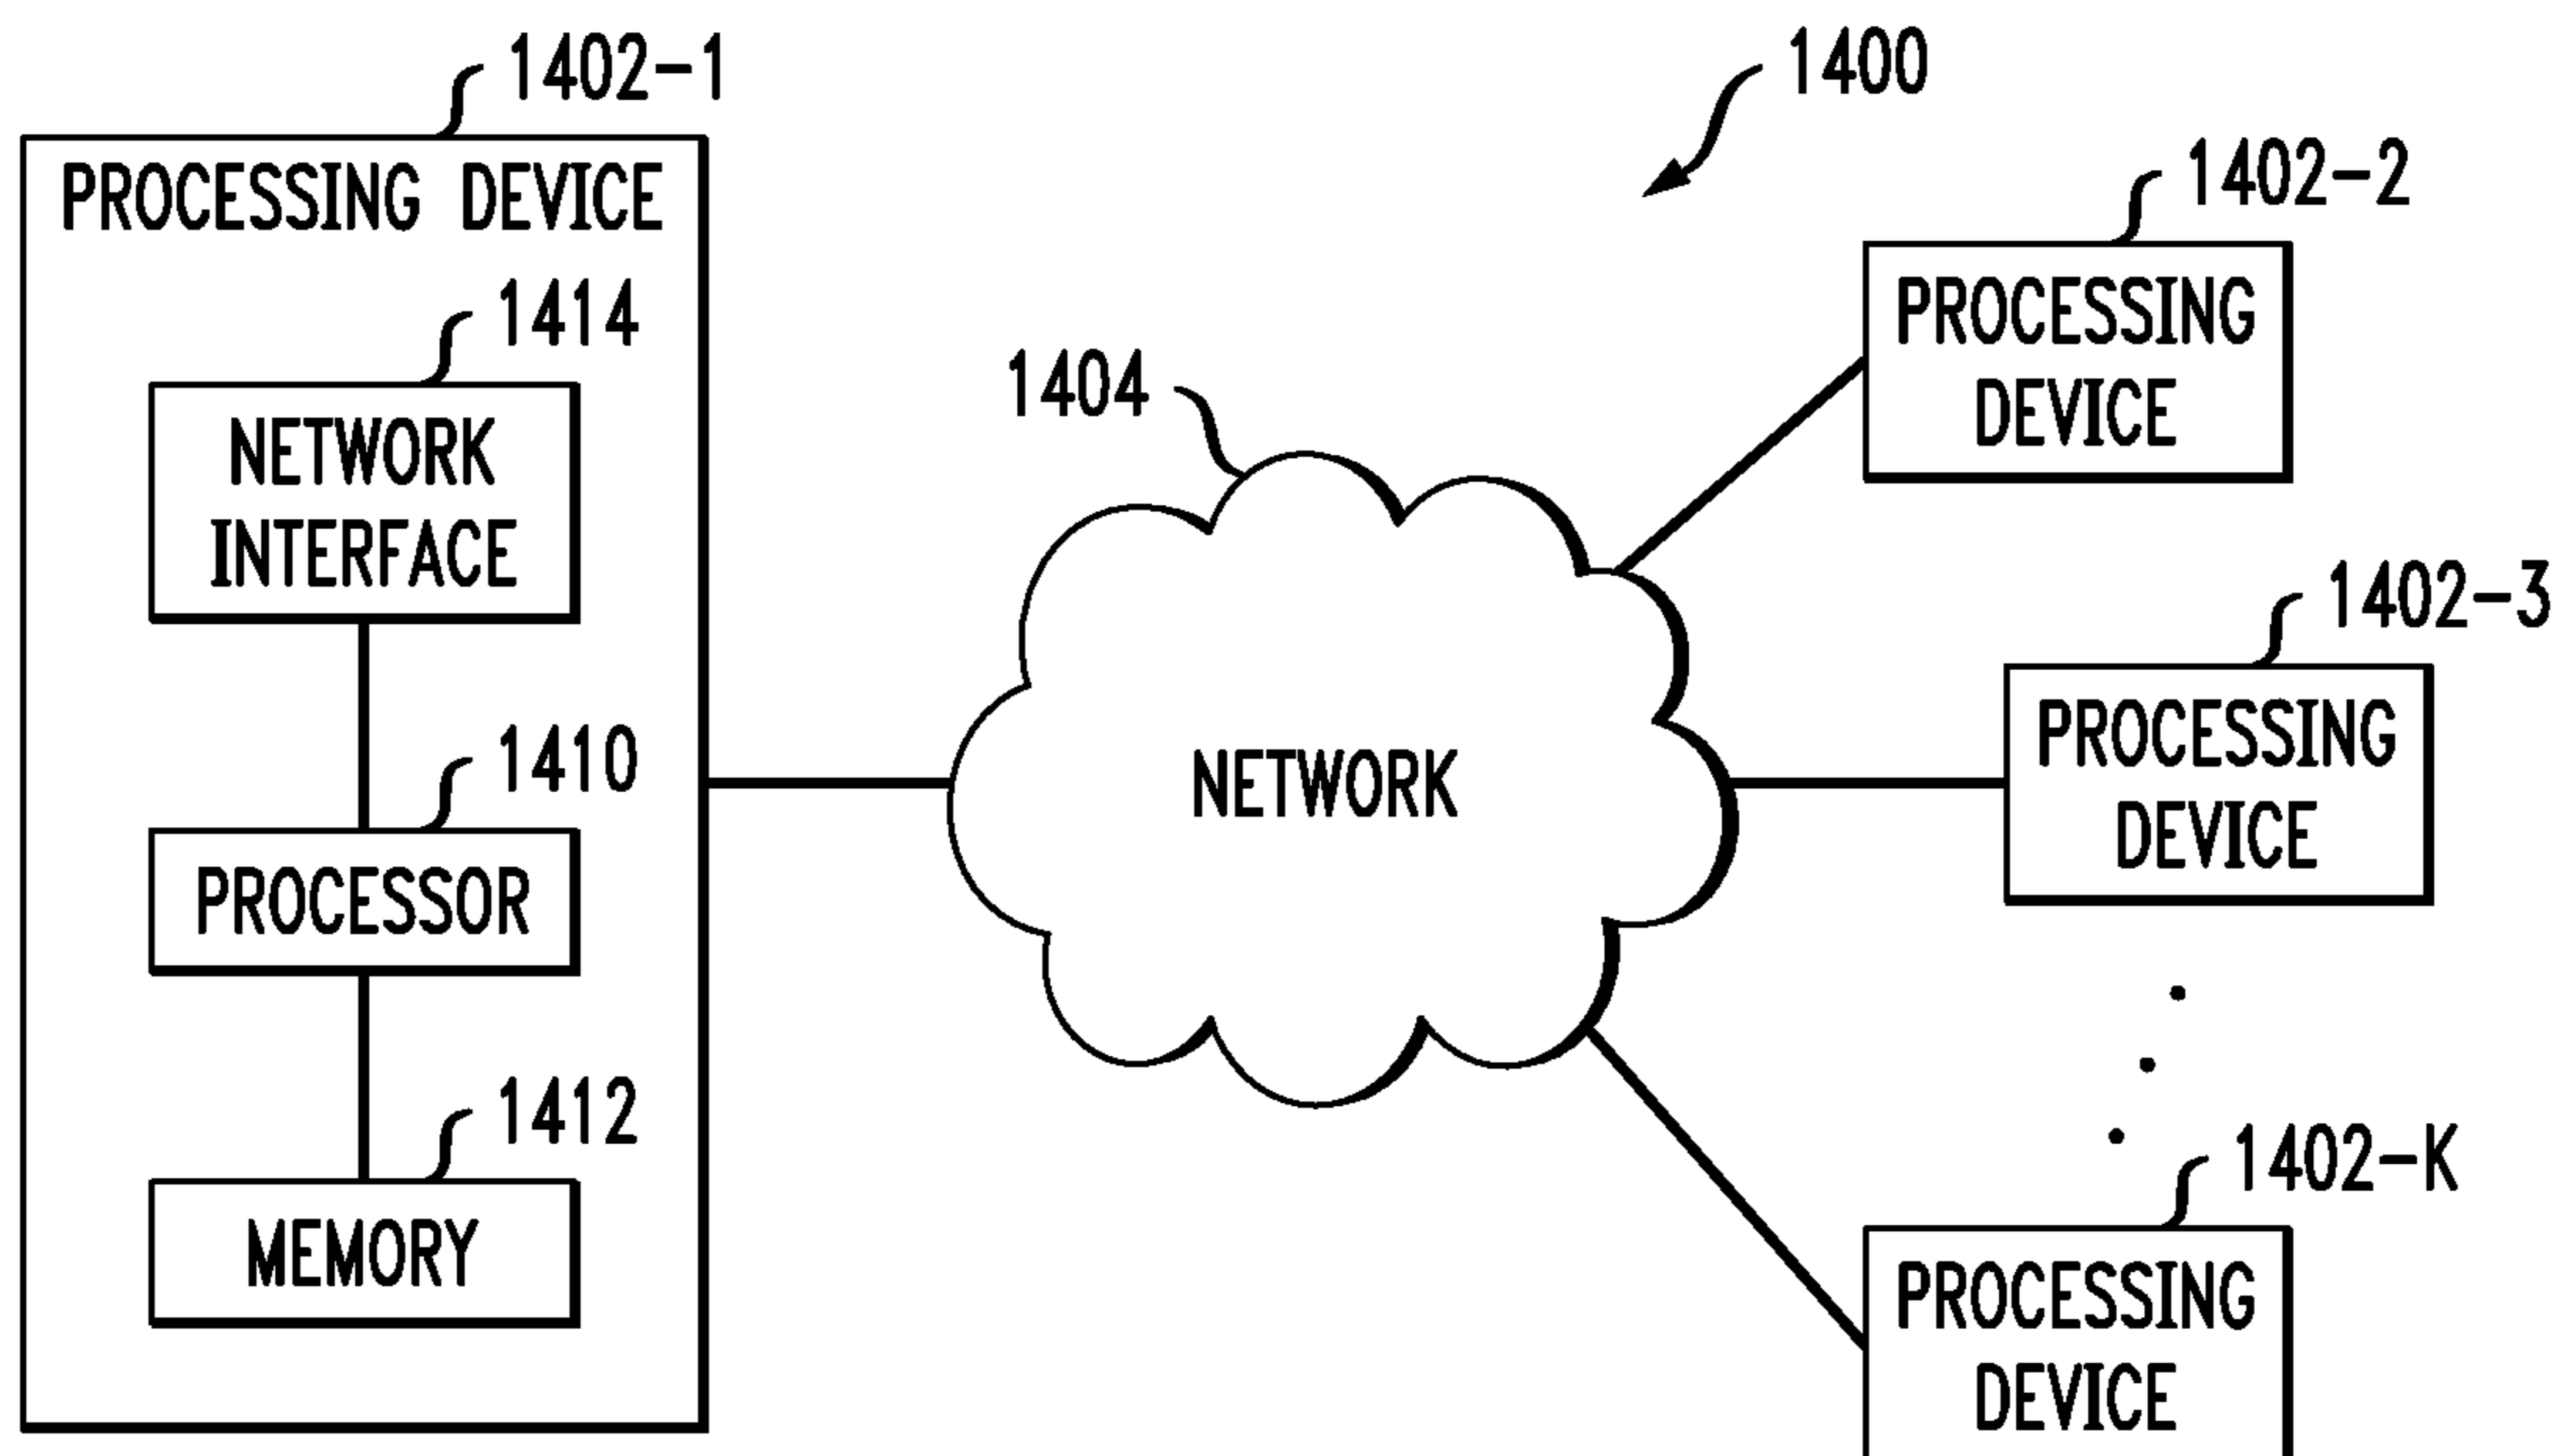 1402-1
PROCESSING DEVICE
1414
NETWORK
INTERFACE
1410
PROCESSOR
1412
MEMORY
1400
1404
NETWORK
1402-2
PROCESSING
DEVICE
1402-3
PROCESSING
DEVICE
1402-K
PROCESSING
DEVICE